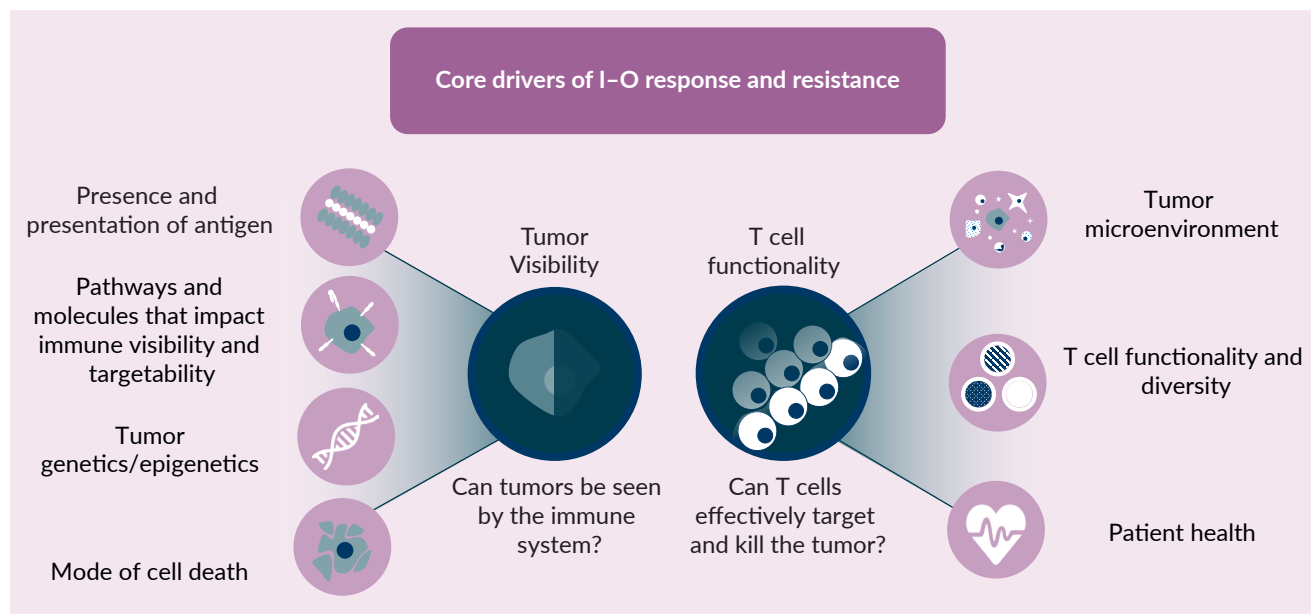 Core drivers of I–O response and resistance
Presence and
presentation of antigen
Pathways and
molecules that impact
immune visibility and
targetability
Tumor
genetics/epigenetics
Mode of cell death
Tumor
Visibility
Can tumors be seen
by the immune
system?
T cell
functionality
Can T cells
effectively target
and kill the tumor?
Tumor
microenvironment
T cell functionality and
diversity
Patient health